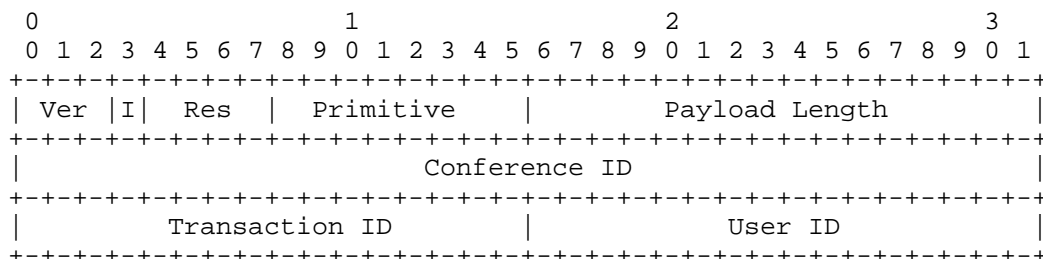 0                   1                   2                   3
 0 1 2 3 4 5 6 7 8 9 0 1 2 3 4 5 6 7 8 9 0 1 2 3 4 5 6 7 8 9 0 1
+-+-+-+-+-+-+-+-+-+-+-+-+-+-+-+-+-+-+-+-+-+-+-+-+-+-+-+-+-+-+-+-+
| Ver |I|  Res  |  Primitive    |        Payload Length         |
+-+-+-+-+-+-+-+-+-+-+-+-+-+-+-+-+-+-+-+-+-+-+-+-+-+-+-+-+-+-+-+-+
|                         Conference ID                         |
+-+-+-+-+-+-+-+-+-+-+-+-+-+-+-+-+-+-+-+-+-+-+-+-+-+-+-+-+-+-+-+-+
|         Transaction ID        |            User ID            |
+-+-+-+-+-+-+-+-+-+-+-+-+-+-+-+-+-+-+-+-+-+-+-+-+-+-+-+-+-+-+-+-+